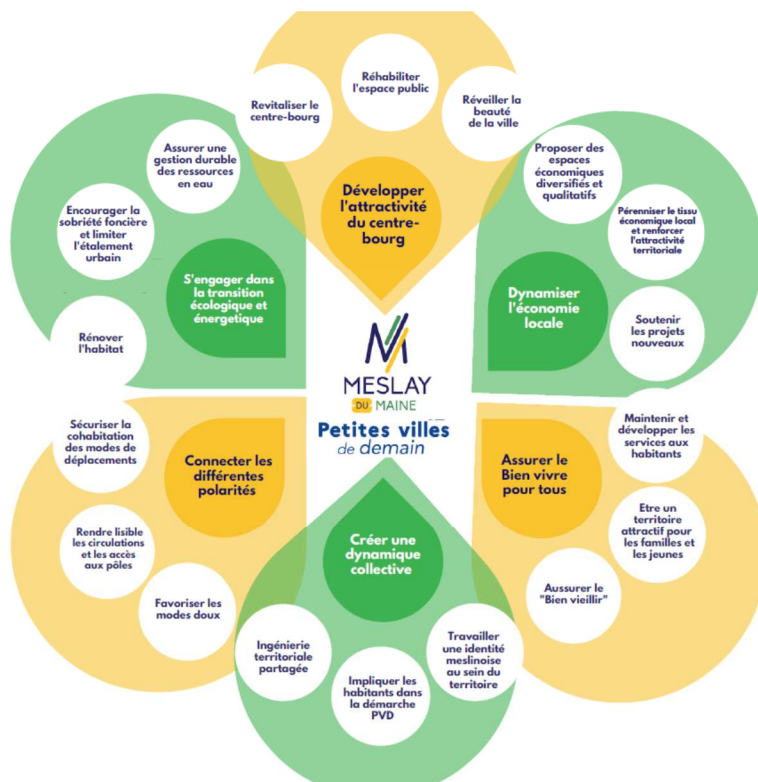 Revitaliser le
centre-bourg
Réhabiliter
l'espace public
Réveiller la
beauté
de la ville
Développer
l'attractivité
du centre-
bourg
Proposer des
espaces
économiques
diversifiés et
qualitatifs
Pérenniser le tissu
économique local
et renforcer
l'attractivité
territoriale
Soutenir
les projets
nouveaux
Dynamiser
l'économie
locale
Maintenir et
développer les
services aux
habitants
Etre un
territoire
attractif pour
les familles et
les jeunes
Aussurer le
"Bien vieillir"
Assurer le
Bien vivre
pour tous
Travailler
une identité
meslinoise
au sein du
territoire
Impliquer les
habitants dans
la démarche
PVD
Ingénierie
territoriale
partagée
Créer une
dynamique
collective
Favoriser les
modes doux
Rendre lisible
les circulations
et les accès
aux pôles
Sécuriser la
cohabitation
des modes de
déplacements
Connecter les
différentes
polarités
Rénover
l'habitat
Encourager la
sobriété foncière
et limiter
l'étalement
urbain
Assurer une
gestion durable
des ressources
en eau
S'engager dans
la transition
écologique et
énergetique
MESLAY
DU MAINE
Petites villes
de demain